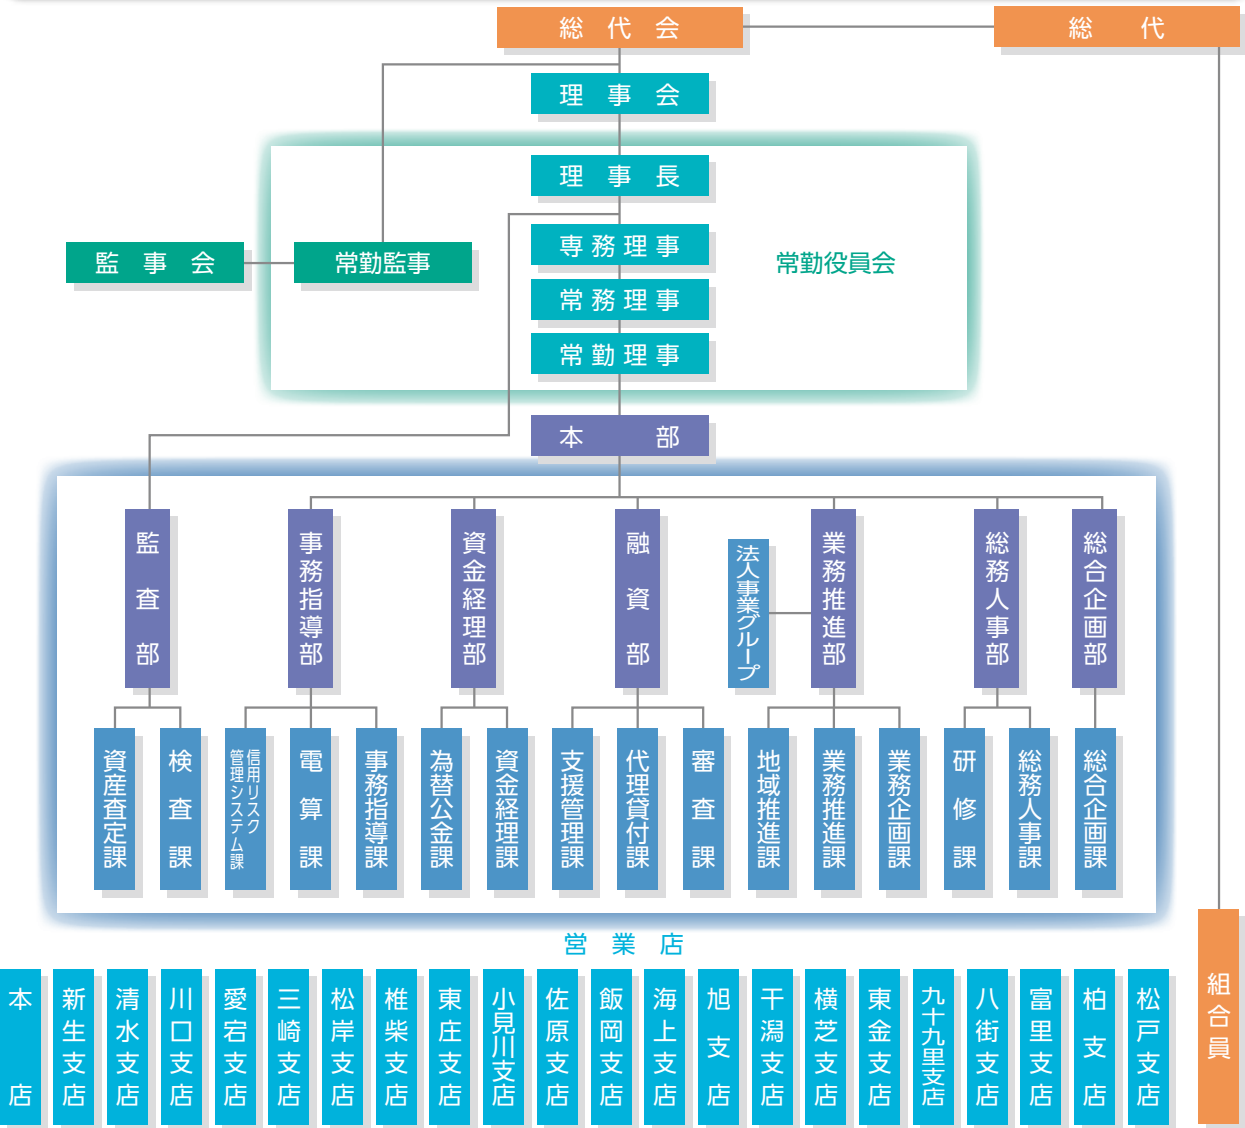 総代会
総代
理事会
理事長
監事会
常勤監事
専務理事
常勤役員会
常務理事
常勤理事
本部
監査部
事務指導部
資金経理部
融資部
法人事業グループ
業務推進部
総務人事部
総合企画部
資産査定課
検査課
信用リスク
管理システム課
電算課
事務指導課
為替公金課
資金経理課
支援管理課
代理貸付課
審査課
地域推進課
業務推進課
業務企画課
研修課
総務人事課
総合企画課
営業店
本店
新生支店
清水支店
川口支店
愛宕支店
三崎支店
松岸支店
椎柴支店
東庄支店
小見川支店
佐原支店
飯岡支店
海上支店
旭支店
干潟支店
横芝支店
東金支店
九十九里支店
八街支店
富里支店
柏支店
松戸支店
組合員